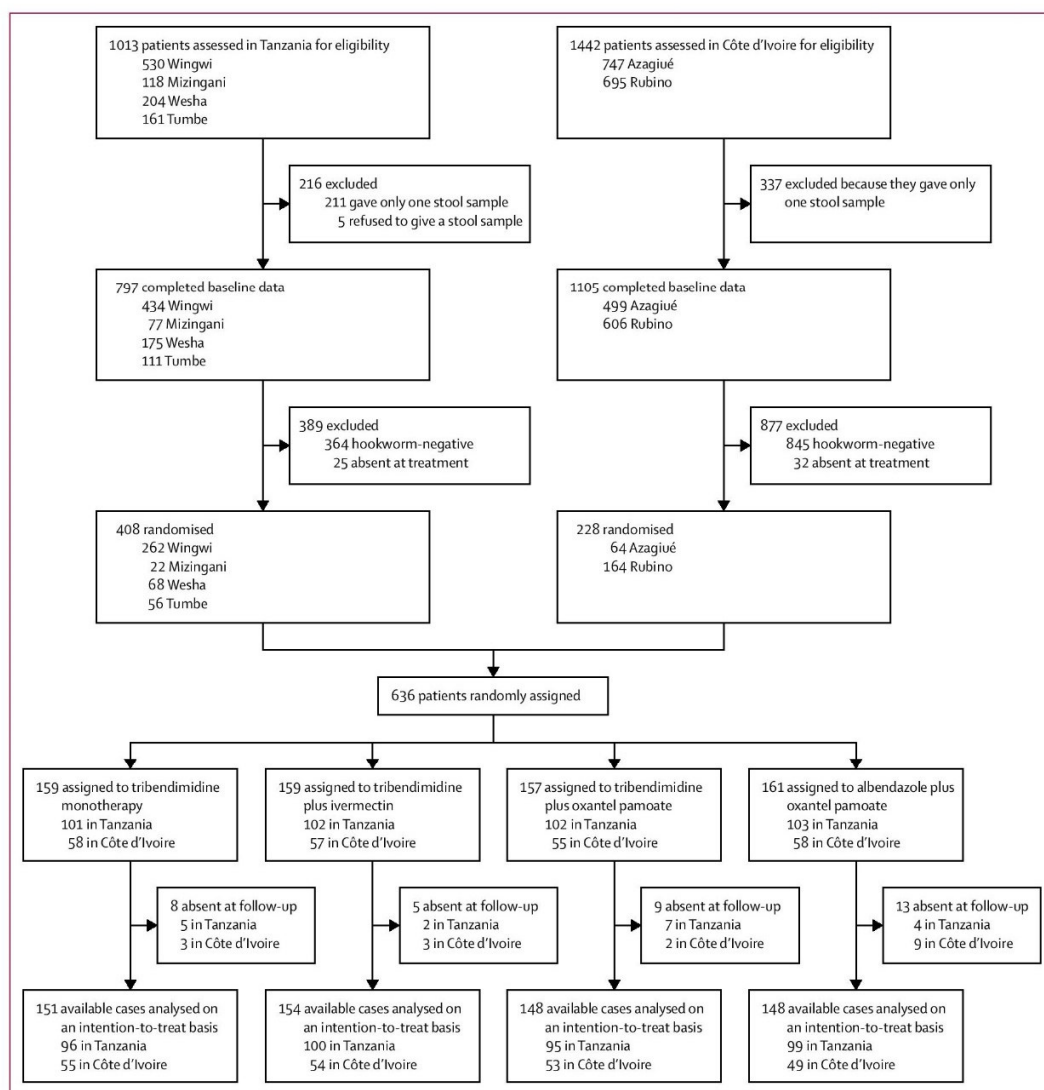 1013 patients assessed in Tanzania for eligibility
530 Wingwi
118 Mizingani
204 Wesha
161 Tumbe
1442 patients assessed in Côte d'Ivoire for eligibility
747 Azagiué
695 Rubino
216 excluded
211 gave only one stool sample
5 refused to give a stool sample
337 excluded because they gave only
one stool sample
797 completed baseline data
434 Wingwi
77 Mizingani
175 Wesha
111 Tumbe
1105 completed baseline data
499 Azagiué
606 Rubino
389 excluded
364 hookworm-negative
25 absent at treatment
877 excluded
845 hookworm-negative
32 absent at treatment
408 randomised
262 Wingwi
22 Mizingani
68 Wesha
56 Tumbe
228 randomised
64 Azagiué
164 Rubino
636 patients randomly assigned
159 assigned to tribendimidine
monotherapy
101 in Tanzania
58 in Côte d'Ivoire
159 assigned to tribendimidine
plus ivermectin
102 in Tanzania
57 in Côte d'Ivoire
157 assigned to tribendimidine
plus oxantel pamoate
102 in Tanzania
55 in Côte d'Ivoire
161 assigned to albendazole plus
oxantel pamoate
103 in Tanzania
58 in Côte d'Ivoire
8 absent at follow-up
5 in Tanzania
3 in Côte d'Ivoire
5 absent at follow-up
2 in Tanzania
3 in Côte d'Ivoire
9 absent at follow-up
7 in Tanzania
2 in Côte d'Ivoire
13 absent at follow-up
4 in Tanzania
9 in Côte d'Ivoire
151 available cases analysed on
an intention-to-treat basis
96 in Tanzania
55 in Côte d'Ivoire
154 available cases analysed on
an intention-to-treat basis
100 in Tanzania
54 in Côte d'Ivoire
148 available cases analysed on
an intention-to-treat basis
95 in Tanzania
53 in Côte d'Ivoire
148 available cases analysed on
an intention-to-treat basis
99 in Tanzania
49 in Côte d'Ivoire